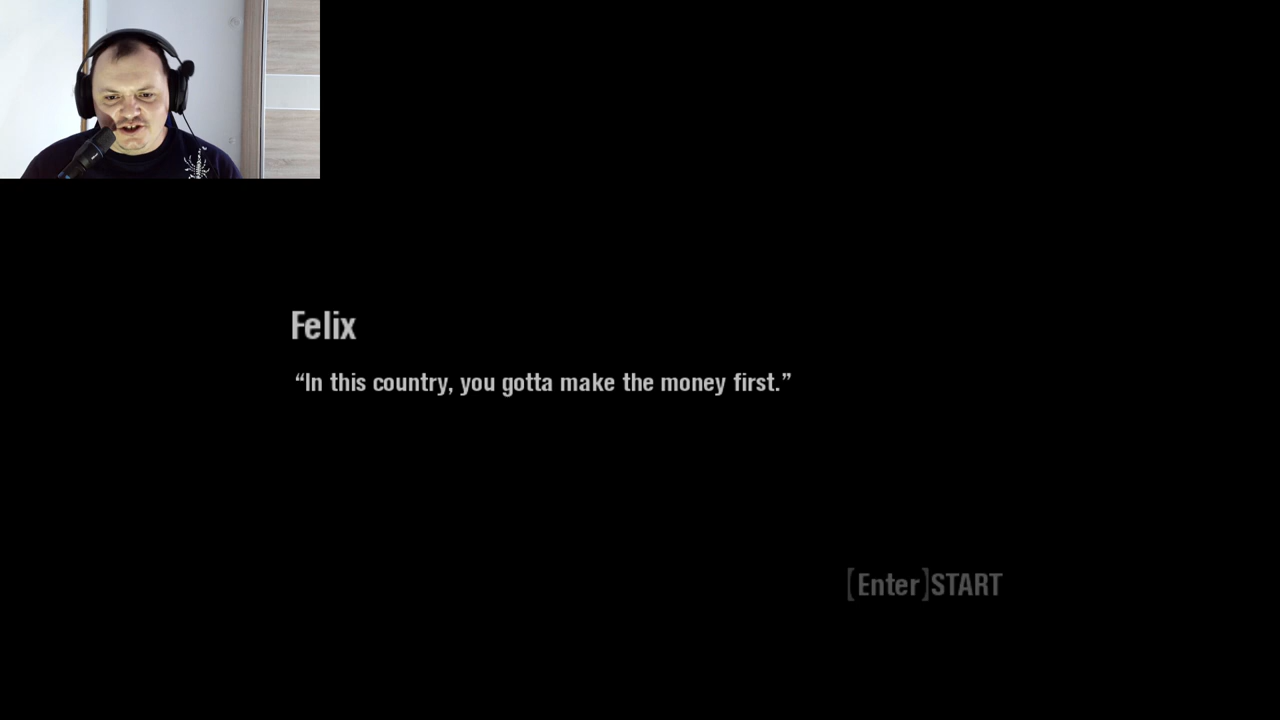 Felix
“In this country, you gotta make the money first.”
[Enter]START